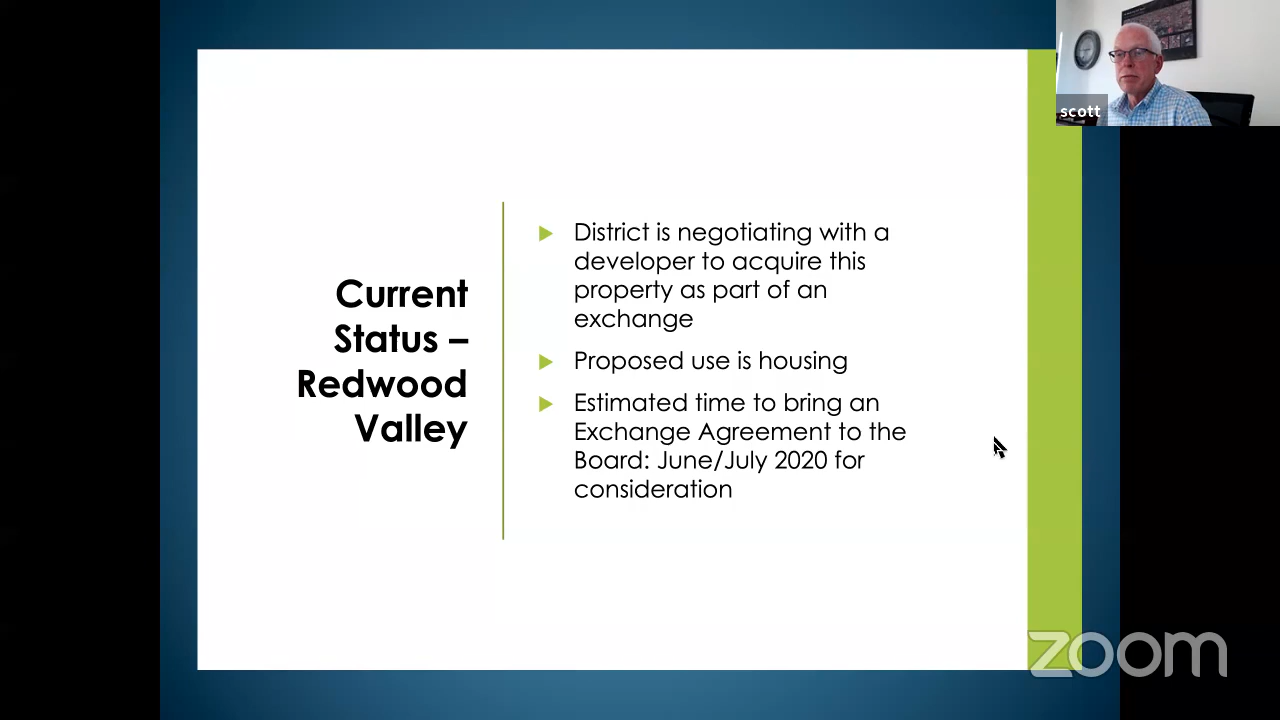 scott
Current
Status –
Redwood
Valley
District is negotiating with a
developer to acquire this
property as part of an
exchange
Proposed use is housing
Estimated time to bring an
Exchange Agreement to the
Board: June/July 2020 for
consideration
zoom